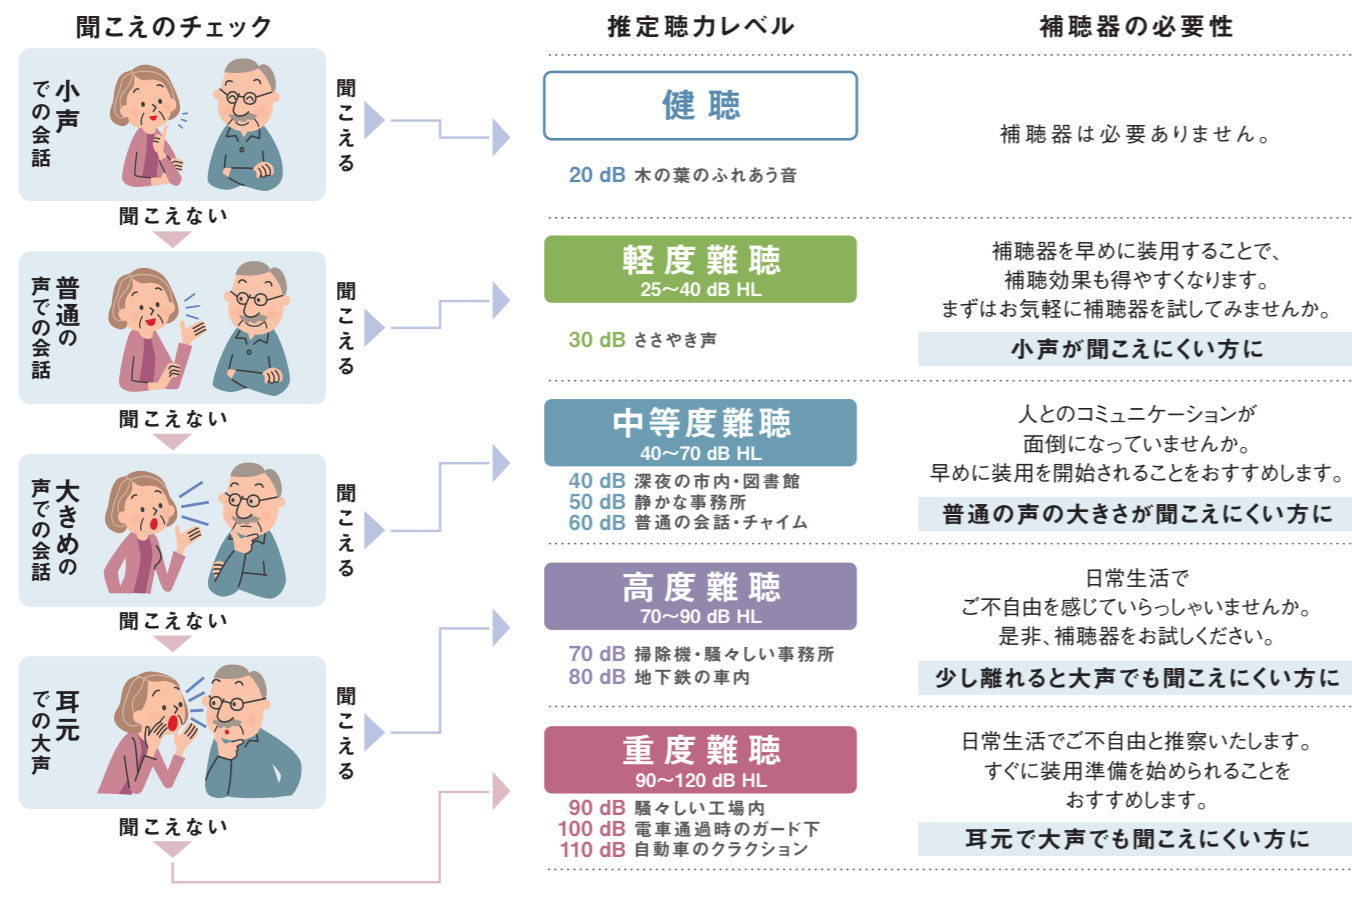 聞こえのチェック
推定聴力レベル
補聴器の必要性
小声
での会話
聞こえる
健聴
20 dB 木の葉のふれあう音
補聴器は必要ありません。
聞こえない
普通の
声での会話
聞こえる
軽度難聴
25〜40 dB HL
30 dB ささやき声
補聴器を早めに装用することで、
補聴効果も得やすくなります。
まずはお気軽に補聴器を試してみませんか。
小声が聞こえにくい方に
聞こえない
大きめの
声での会話
聞こえる
中等度難聴
40〜70 dB HL
40 dB 深夜の市内・図書館
50 dB 静かな事務所
60 dB 普通の会話・チャイム
人とのコミュニケーションが
面倒になっていませんか。
早めに装用を開始されることをおすすめします。
普通の声の大きさが聞こえにくい方に
聞こえない
耳元
での大声
聞こえる
高度難聴
70〜90 dB HL
70 dB 掃除機・騒々しい事務所
80 dB 地下鉄の車内
日常生活で
ご不自由を感じていらっしゃいませんか。
是非、補聴器をお試しください。
少し離れると大声でも聞こえにくい方に
聞こえない
重度難聴
90〜120 dB HL
90 dB 騒々しい工場内
100 dB 電車通過時のガード下
110 dB 自動車のクラクション
日常生活でご不自由と推察いたします。
すぐに装用準備を始められることを
おすすめします。
耳元で大声でも聞こえにくい方に